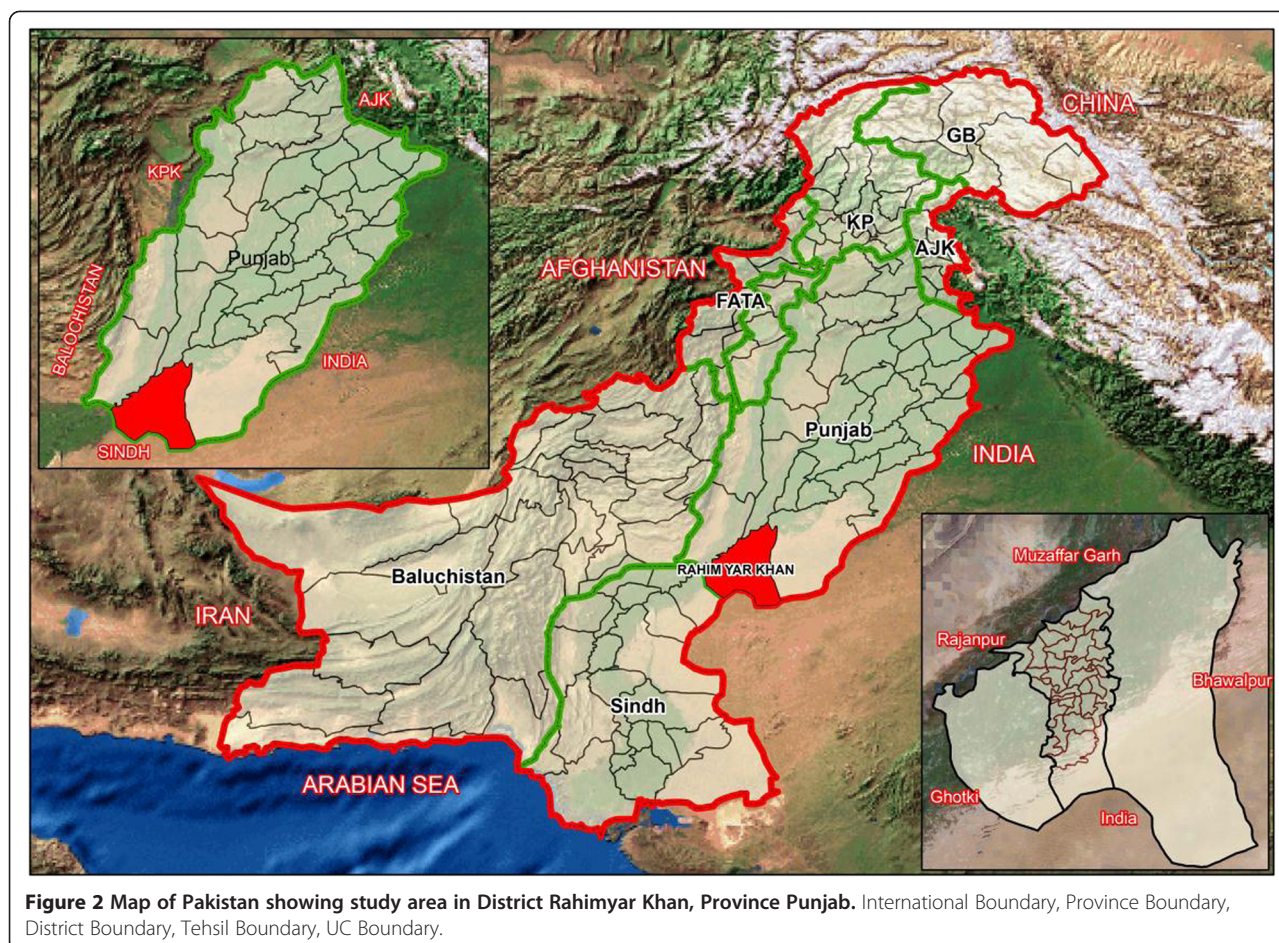 AJK
KPK
Punjab
BALOCHISTAN
INDIA
SINDH
CHINA
GB
KP
AJK
AFGHANISTAN
FATA
Punjab
INDIA
RAHIM YAR KHAN
Baluchistan
IRAN
Sindh
ARABIAN SEA
Muzaffar Garh
Rajanpur
Bhawalpur
Ghotki
India
Figure 2 Map of Pakistan showing study area in District Rahimyar Khan, Province Punjab. International Boundary, Province Boundary,
District Boundary, Tehsil Boundary, UC Boundary.